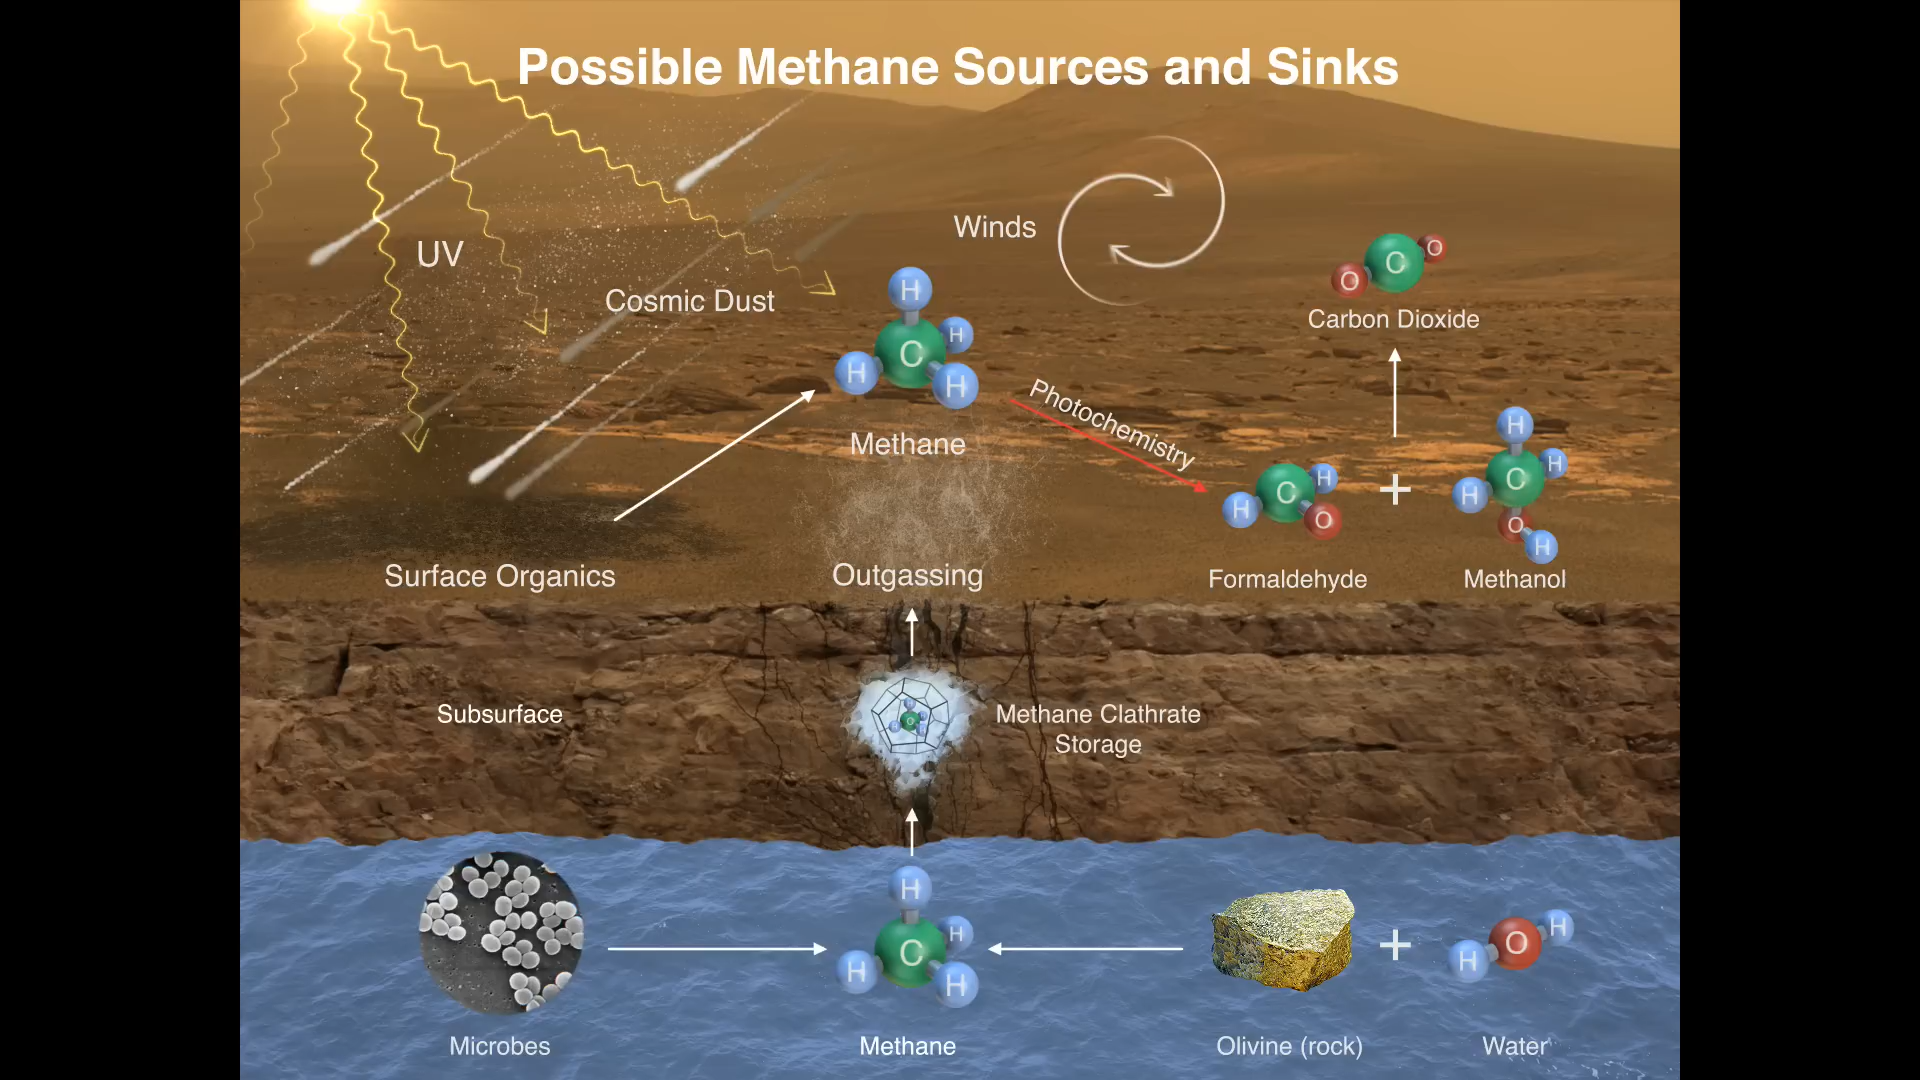 Possible Methane Sources and Sinks
UV
Cosmic Dust
Winds
H
H
C
H
H
Methane
O
C
O
Carbon Dioxide
Photochemistry
C
H
H
O
Formaldehyde
+
H
H
C
H
O
H
Methanol
Surface Organics
Outgassing
Subsurface
Methane Clathrate
Storage
Microbes
H
H
C
H
H
Methane
Olivine (rock)
+
H
O
H
Water